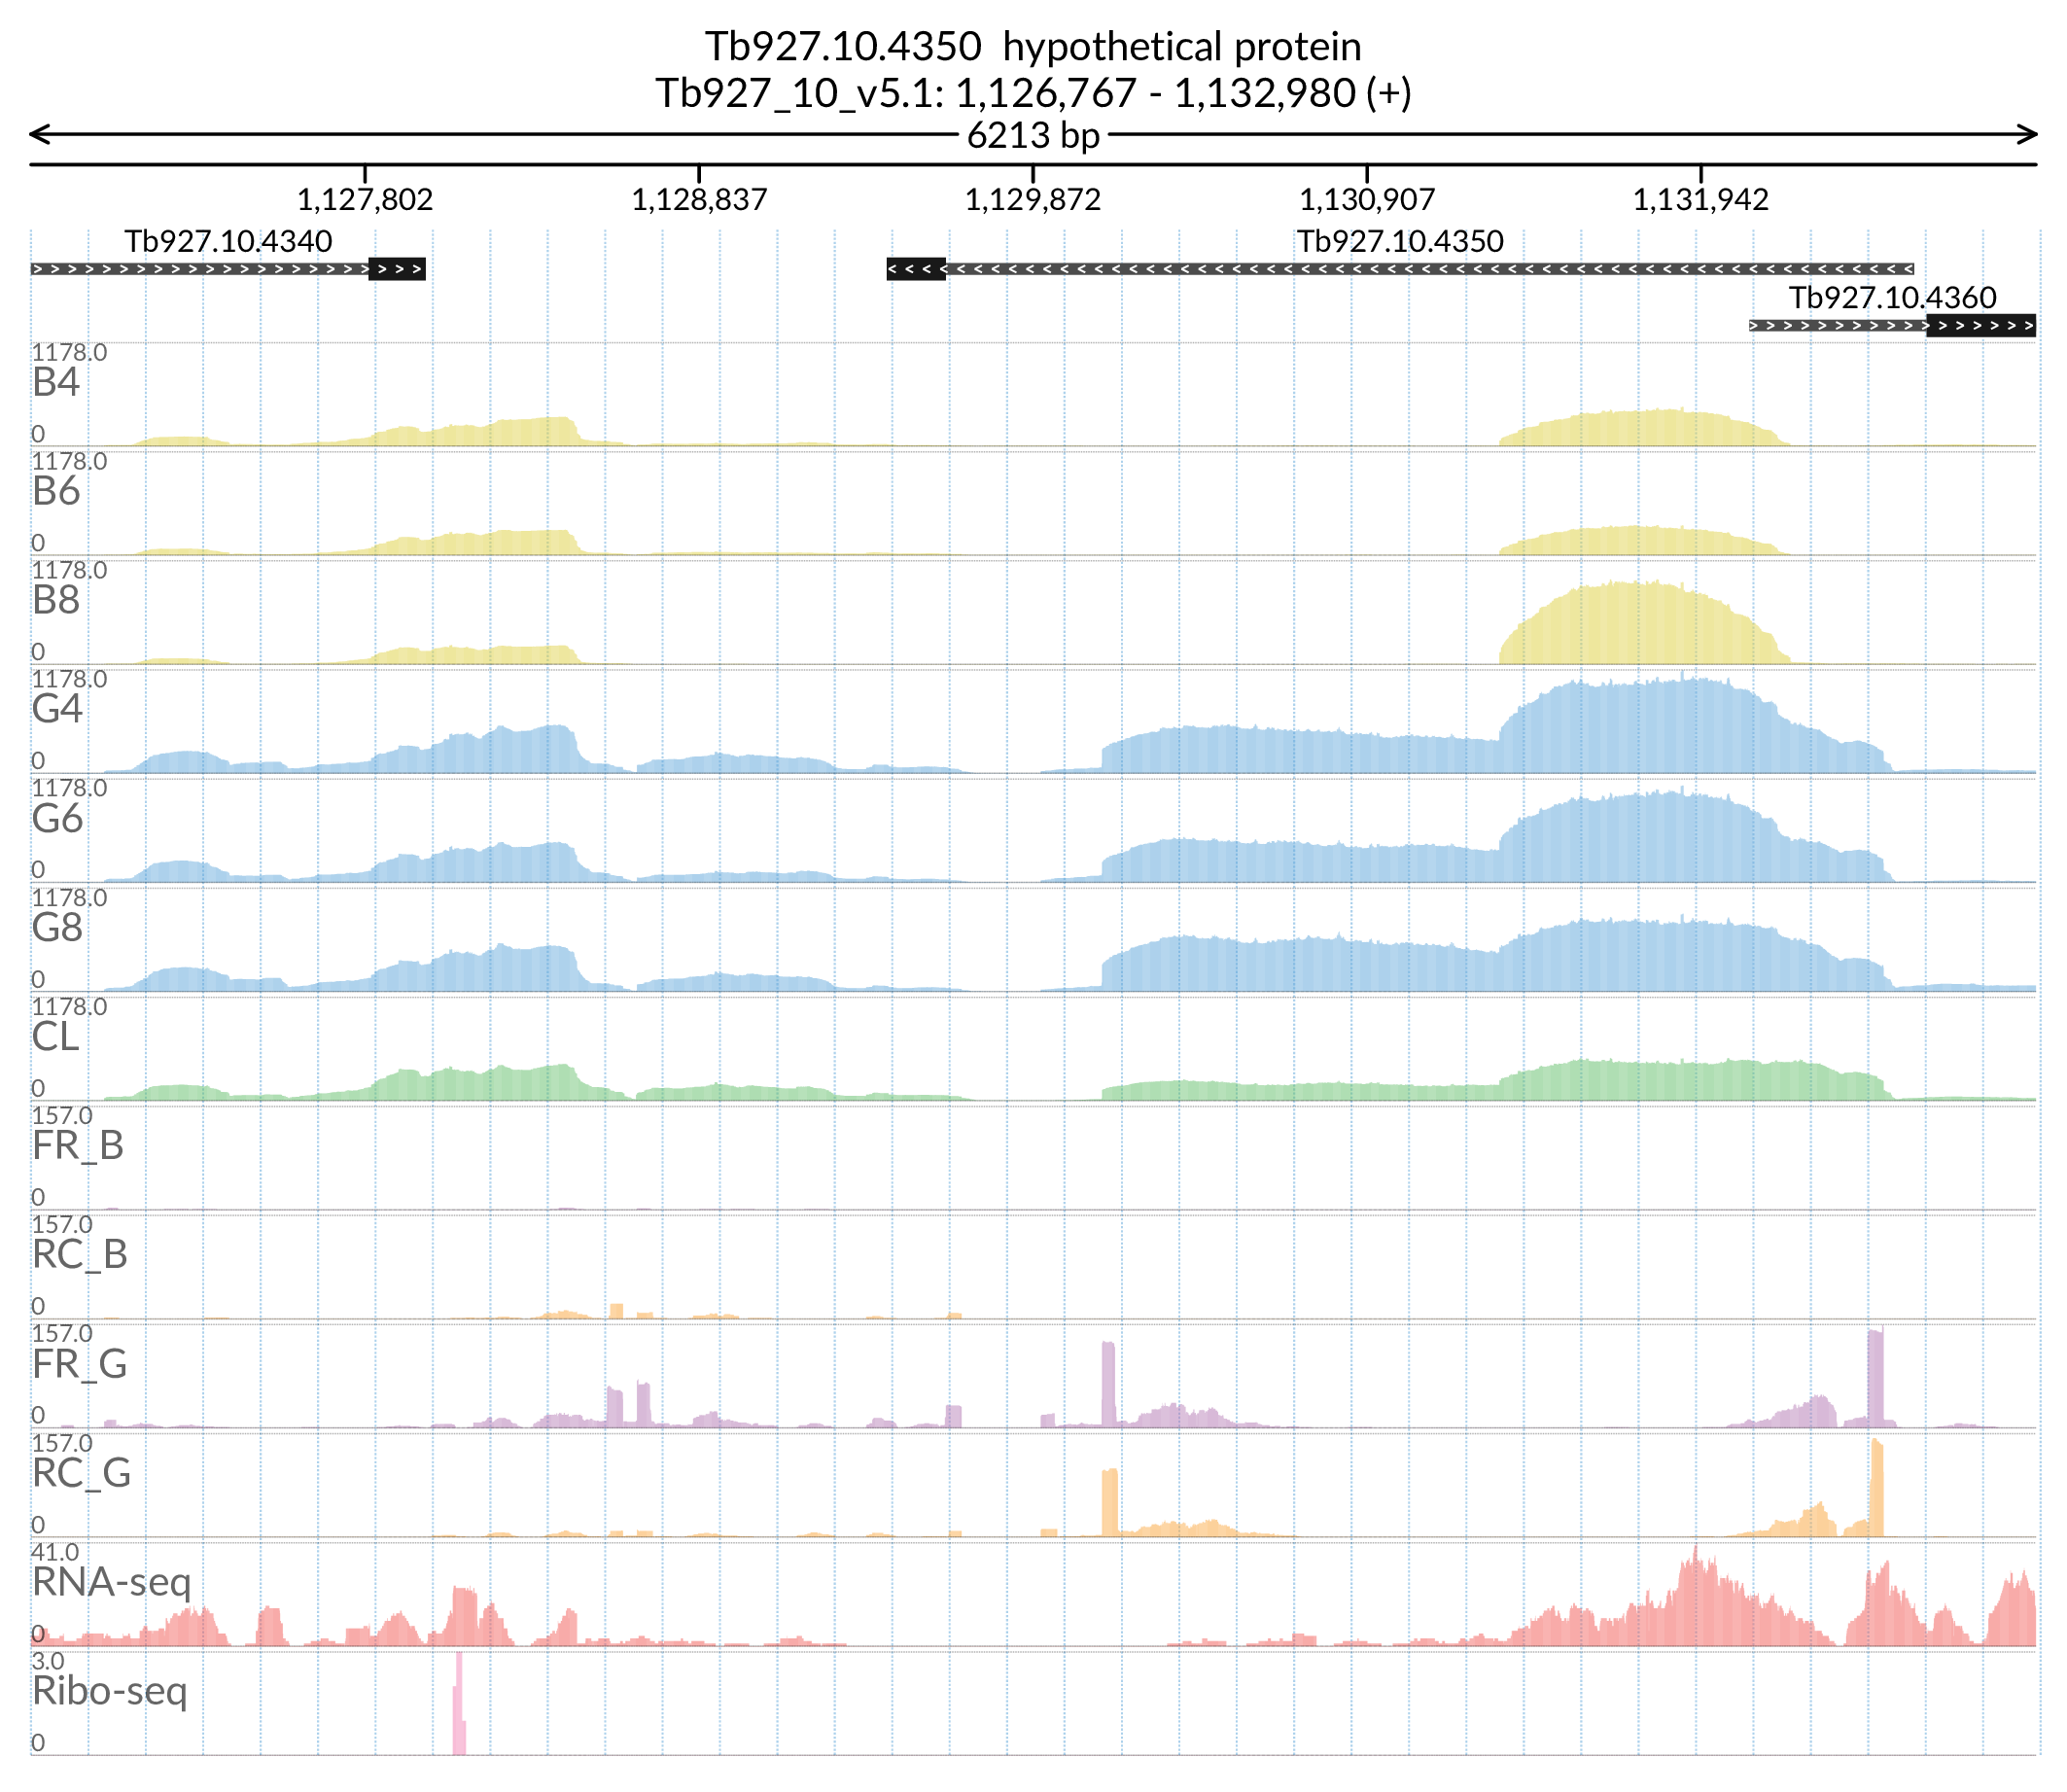 Tb927.10.4350 hypothetical protein
Tb927_10_v5.1: 1,126,767 - 1,132,980 (+)
6213 bp
1,127,802 1,128,837 1,129,872 1,130,907 1,131,942
Tb927.10.4340 Tb927.10.4350
Tb927.10.4360
1178.0
B4
0
1178.0
B6
0
1178.0
B8
0
1178.0
G4
0
1178.0
G6
0
1178.0
G8
0
1178.0
CL
0
157.0
FR_B
0
157.0
RC_B
0
157.0
FR_G
0
157.0
RC_G
0
41.0
RNA-seq
0
3.0
Ribo-seq
0